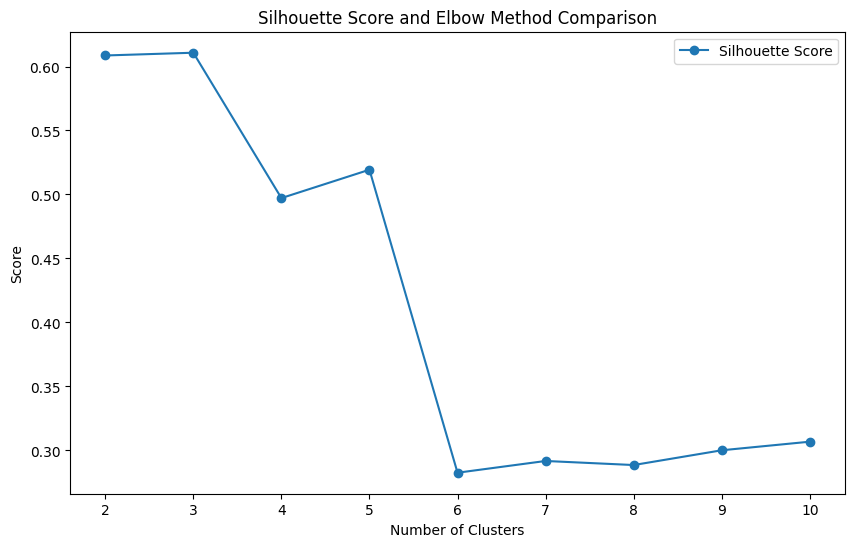 Silhouette Score and Elbow Method Comparison
Silhouette Score
Score
0.60
0.55
0.50
0.45
0.40
0.35
0.30
2 3 4 5 6 7 8 9 10
Number of Clusters